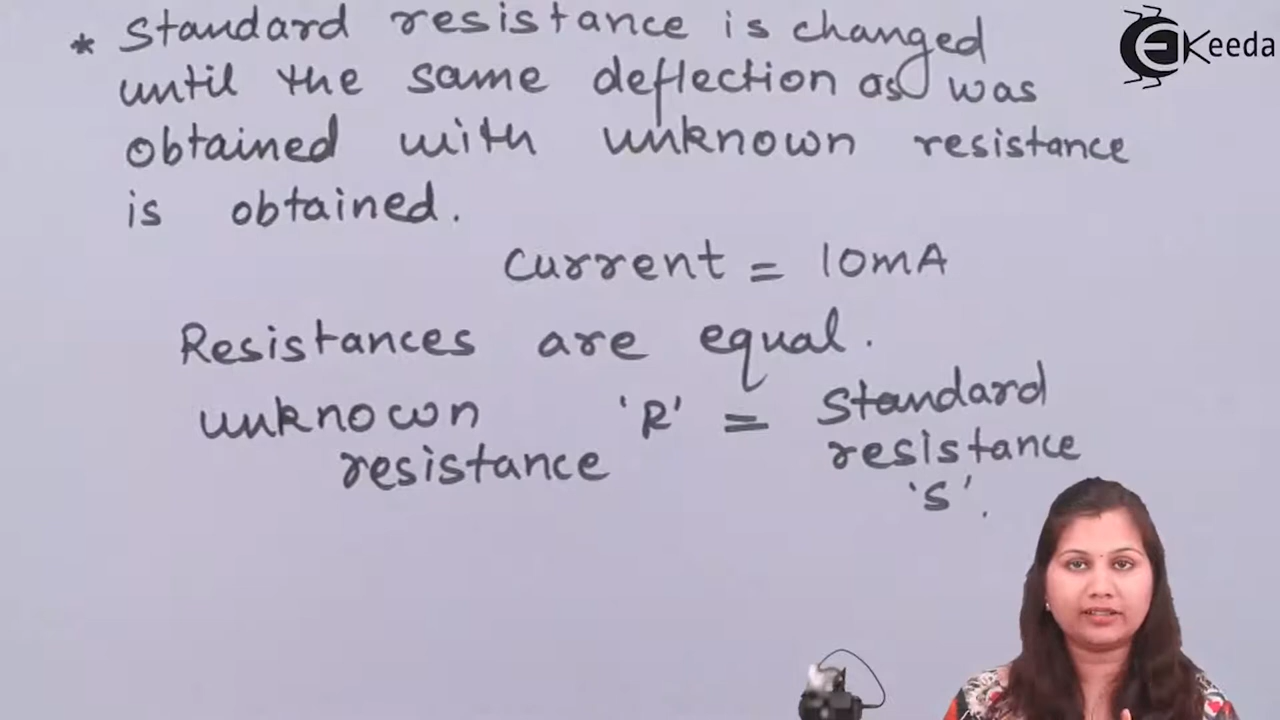 * Standard resistance is changed
until the same deflection as was
obtained with unknown resistance
is obtained.
Current = 10mA
Resistances are equal.
unknown 'R' = Standard
resistance resistance
'S'.
EKeeda